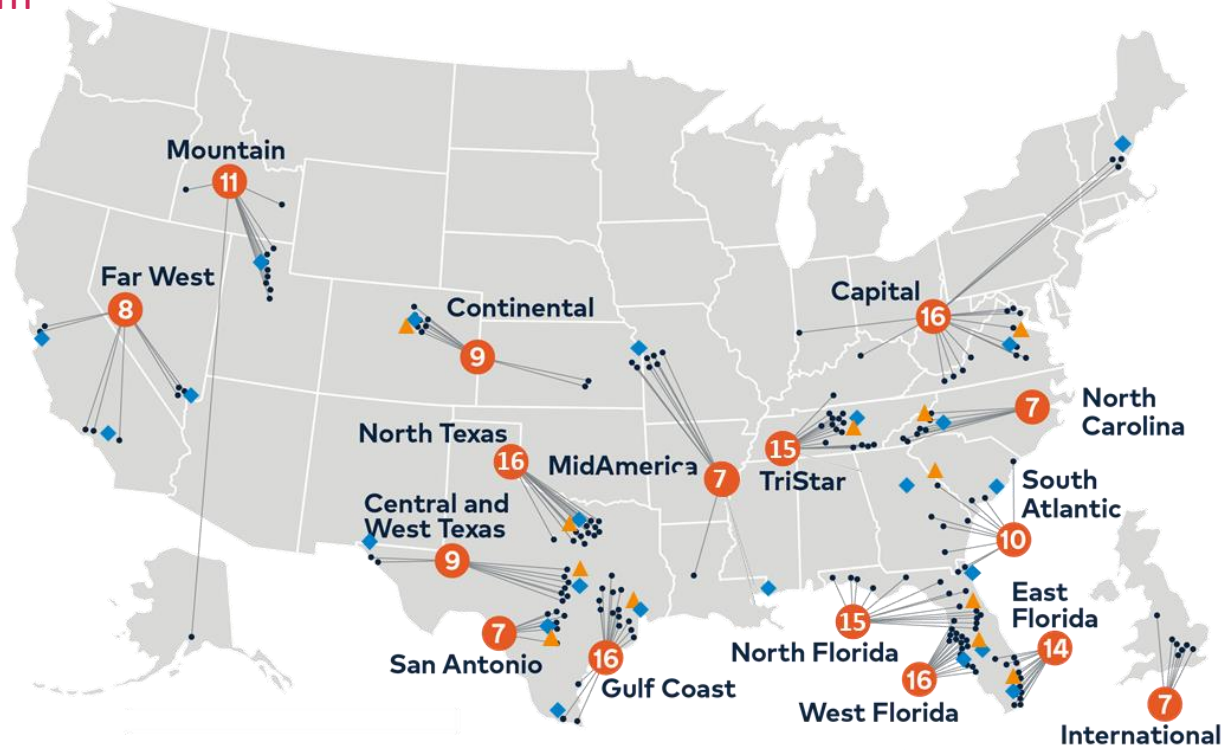 Mountain
11
Far West
8
Continental
9
Capital
16
North
Carolina
7
North Texas
16
MidAmerica
7
15
TriStar
South
Atlantic
10
Central and
West Texas
9
San Antonio
7
16
Gulf Coast
15
North Florida
16
West Florida
East
Florida
14
7
International